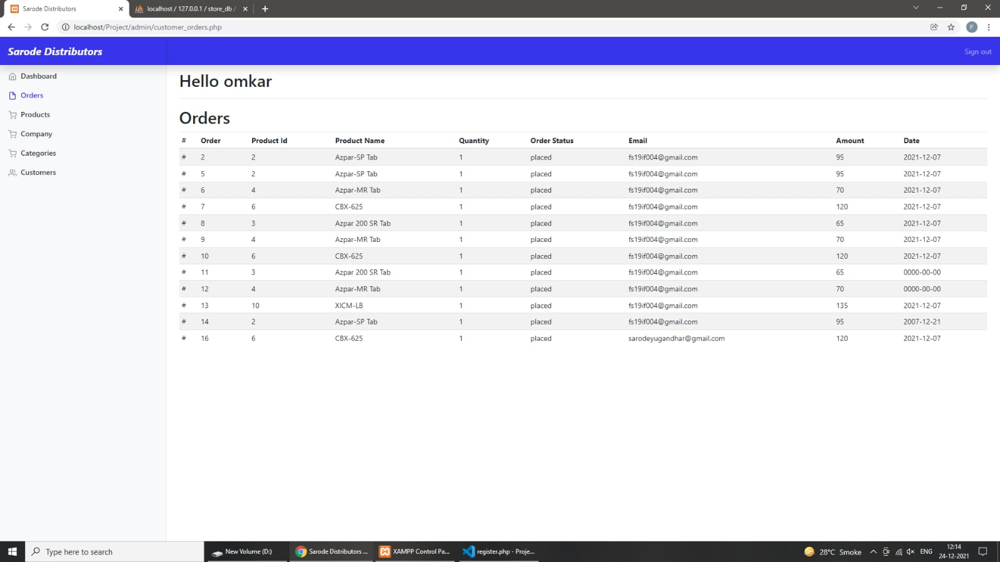 Sarode Distributors
localhost / 127.0.0.1 / store_db /
localhost/Project/admin/customer_orders.php
F
Sarode Distributors
Sign out
Dashboard
Orders
Products
Company
Categories
Customers
Hello omkar
Orders
# Order Product Id Product Name Quantity Order Status Email Amount Date
# 2 2 Azpar-SP Tab 1 placed fs19if004@gmail.com 95 2021-12-07
# 5 2 Azpar-SP Tab 1 placed fs19if004@gmail.com 95 2021-12-07
# 6 4 Azpar-MR Tab 1 placed fs19if004@gmail.com 70 2021-12-07
# 7 6 CBX-625 1 placed fs19if004@gmail.com 120 2021-12-07
# 8 3 Azpar 200 SR Tab 1 placed fs19if004@gmail.com 65 2021-12-07
# 9 4 Azpar-MR Tab 1 placed fs19if004@gmail.com 70 2021-12-07
# 10 6 CBX-625 1 placed fs19if004@gmail.com 120 2021-12-07
# 11 3 Azpar 200 SR Tab 1 placed fs19if004@gmail.com 65 0000-00-00
# 12 4 Azpar-MR Tab 1 placed fs19if004@gmail.com 70 0000-00-00
# 13 10 XICM-LB 1 placed fs19if004@gmail.com 135 2021-12-07
# 14 2 Azpar-SP Tab 1 placed fs19if004@gmail.com 95 2007-12-21
# 16 6 CBX-625 1 placed sarodeyugandhar@gmail.com 120 2021-12-07
Type here to search
New Volume (D:)
Sarode Distributors ...
XAMPP Control Pa...
register.php - Proje...
28°C Smoke
ENG
12:14
24-12-2021